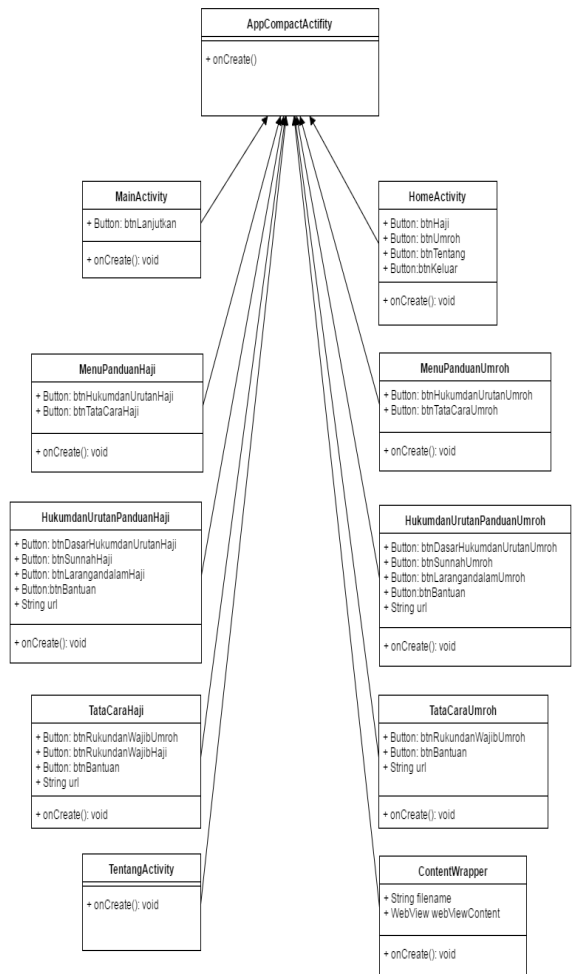 AppCompactActifity
+ onCreate()
MainActivity
+ Button: btnLanjutkan
+ onCreate(): void
HomeActivity
+ Button: btnHaji
+ Button: btnUmroh
+ Button: btnTentang
+ Button:btnKeluar
+ onCreate(): void
MenuPanduanHaji
+ Button: btnHukumdanUrutanHaji
+ Button: btnTataCaraHaji
+ onCreate(): void
MenuPanduanUmroh
+ Button: btnHukumdanUrutanUmroh
+ Button: btnTataCaraUmroh
+ onCreate(): void
HukumdanUrutanPanduanHaji
+ Button: btnDasarHukumdanUrutanHaji
+ Button: btnSunnahHaji
+ Button: btnLarangandalamHaji
+ Button:btnBantuan
+ String url
+ onCreate(): void
HukumdanUrutanPanduanUmroh
+ Button: btnDasarHukumdanUrutanUmroh
+ Button: btnSunnahUmroh
+ Button: btnLarangandalamUmroh
+ Button:btnBantuan
+ String url
+ onCreate(): void
TataCaraHaji
+ Button: btnRukundanWajibUmroh
+ Button: btnRukundanWajibHaji
+ Button: btnBantuan
+ String url
+ onCreate(): void
TataCaraUmroh
+ Button: btnRukundanWajibUmroh
+ Button: btnBantuan
+ String url
+ onCreate(): void
TentangActivity
+ onCreate(): void
ContentWrapper
+ String filename
+ WebView webViewContent
+ onCreate(): void